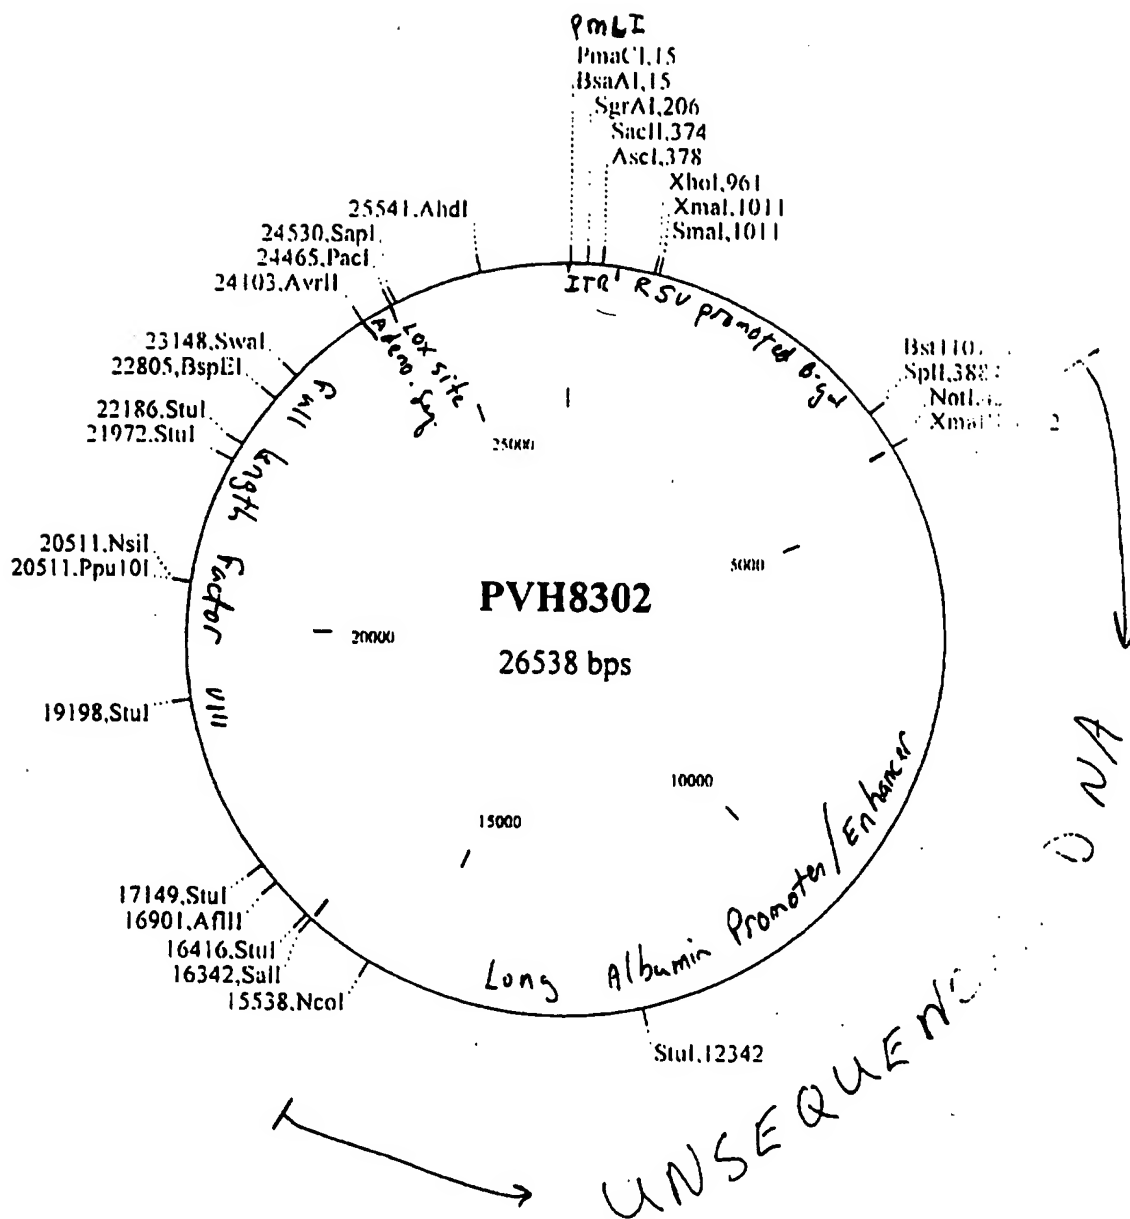 PmLI
PmaCI,15
BsaAI,15
SgrAI,206
SacII,374
AscI,378
XhoI,961
XmaI,1011
SmaI,1011
25541,AhdI
24530,SapI
24465,PacI
24103,AvrII
23148,SwaI
22805,BspEI
22186,StuI
21972,StuI
20511,NsiI
20511,Ppu10I
19198,StuI
17149,StuI
16901,AflII
16416,StuI
16342,SalI
15538,NcoI
StuI,12342
ITR
RSV promoted B-gal
Lox site
Adeno. Seq.
Full length Factor VIII
Long Albumin Promoter/Enhancer
25000
5000
20000
10000
15000
PVH8302
26538 bps
DNA